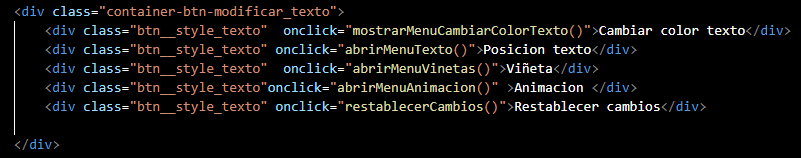 <div class="container-btn-modificar_texto">
<div class="btn__style_texto"  onclick="mostrarMenuCambiarColorTexto()">Cambiar color texto</div>
<div class="btn__style_texto" onclick="abrirMenuTexto()">Posicion texto</div>
<div class="btn__style_texto"  onclick="abrirMenuVinetas()">Viñeta</div>
<div class="btn__style_texto"onclick="abrirMenuAnimacion()" >Animacion </div>
<div class="btn__style_texto" onclick="restablecerCambios()">Restablecer cambios</div>
</div>